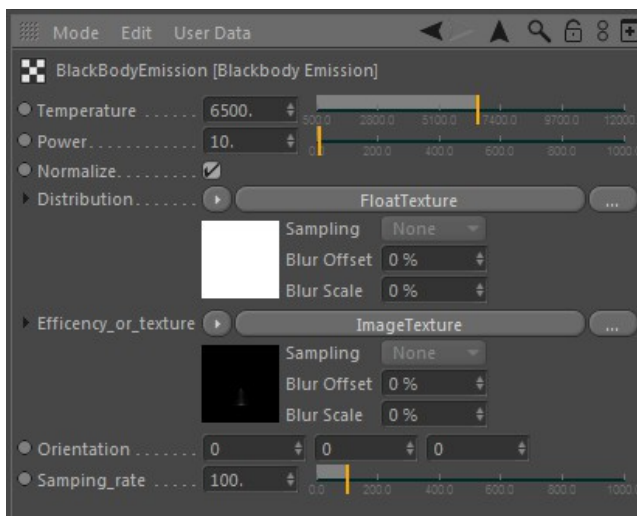 Mode Edit User Data
BlackBodyEmission [Blackbody Emission]
Temperature ...... 6500.
500.0 2800.0 5100.0 7400.0 9700.0 12000
Power............ 10.
0.0 200.0 400.0 600.0 800.0 1000.
Normalize.........
Distribution....... FloatTexture ...
Sampling None
Blur Offset 0 %
Blur Scale 0 %
Efficency_or_texture ImageTexture ...
Sampling None
Blur Offset 0 %
Blur Scale 0 %
Orientation ....... 0 0 0
Samping_rate ..... 100.
0.0 200.0 400.0 600.0 800.0 1000.